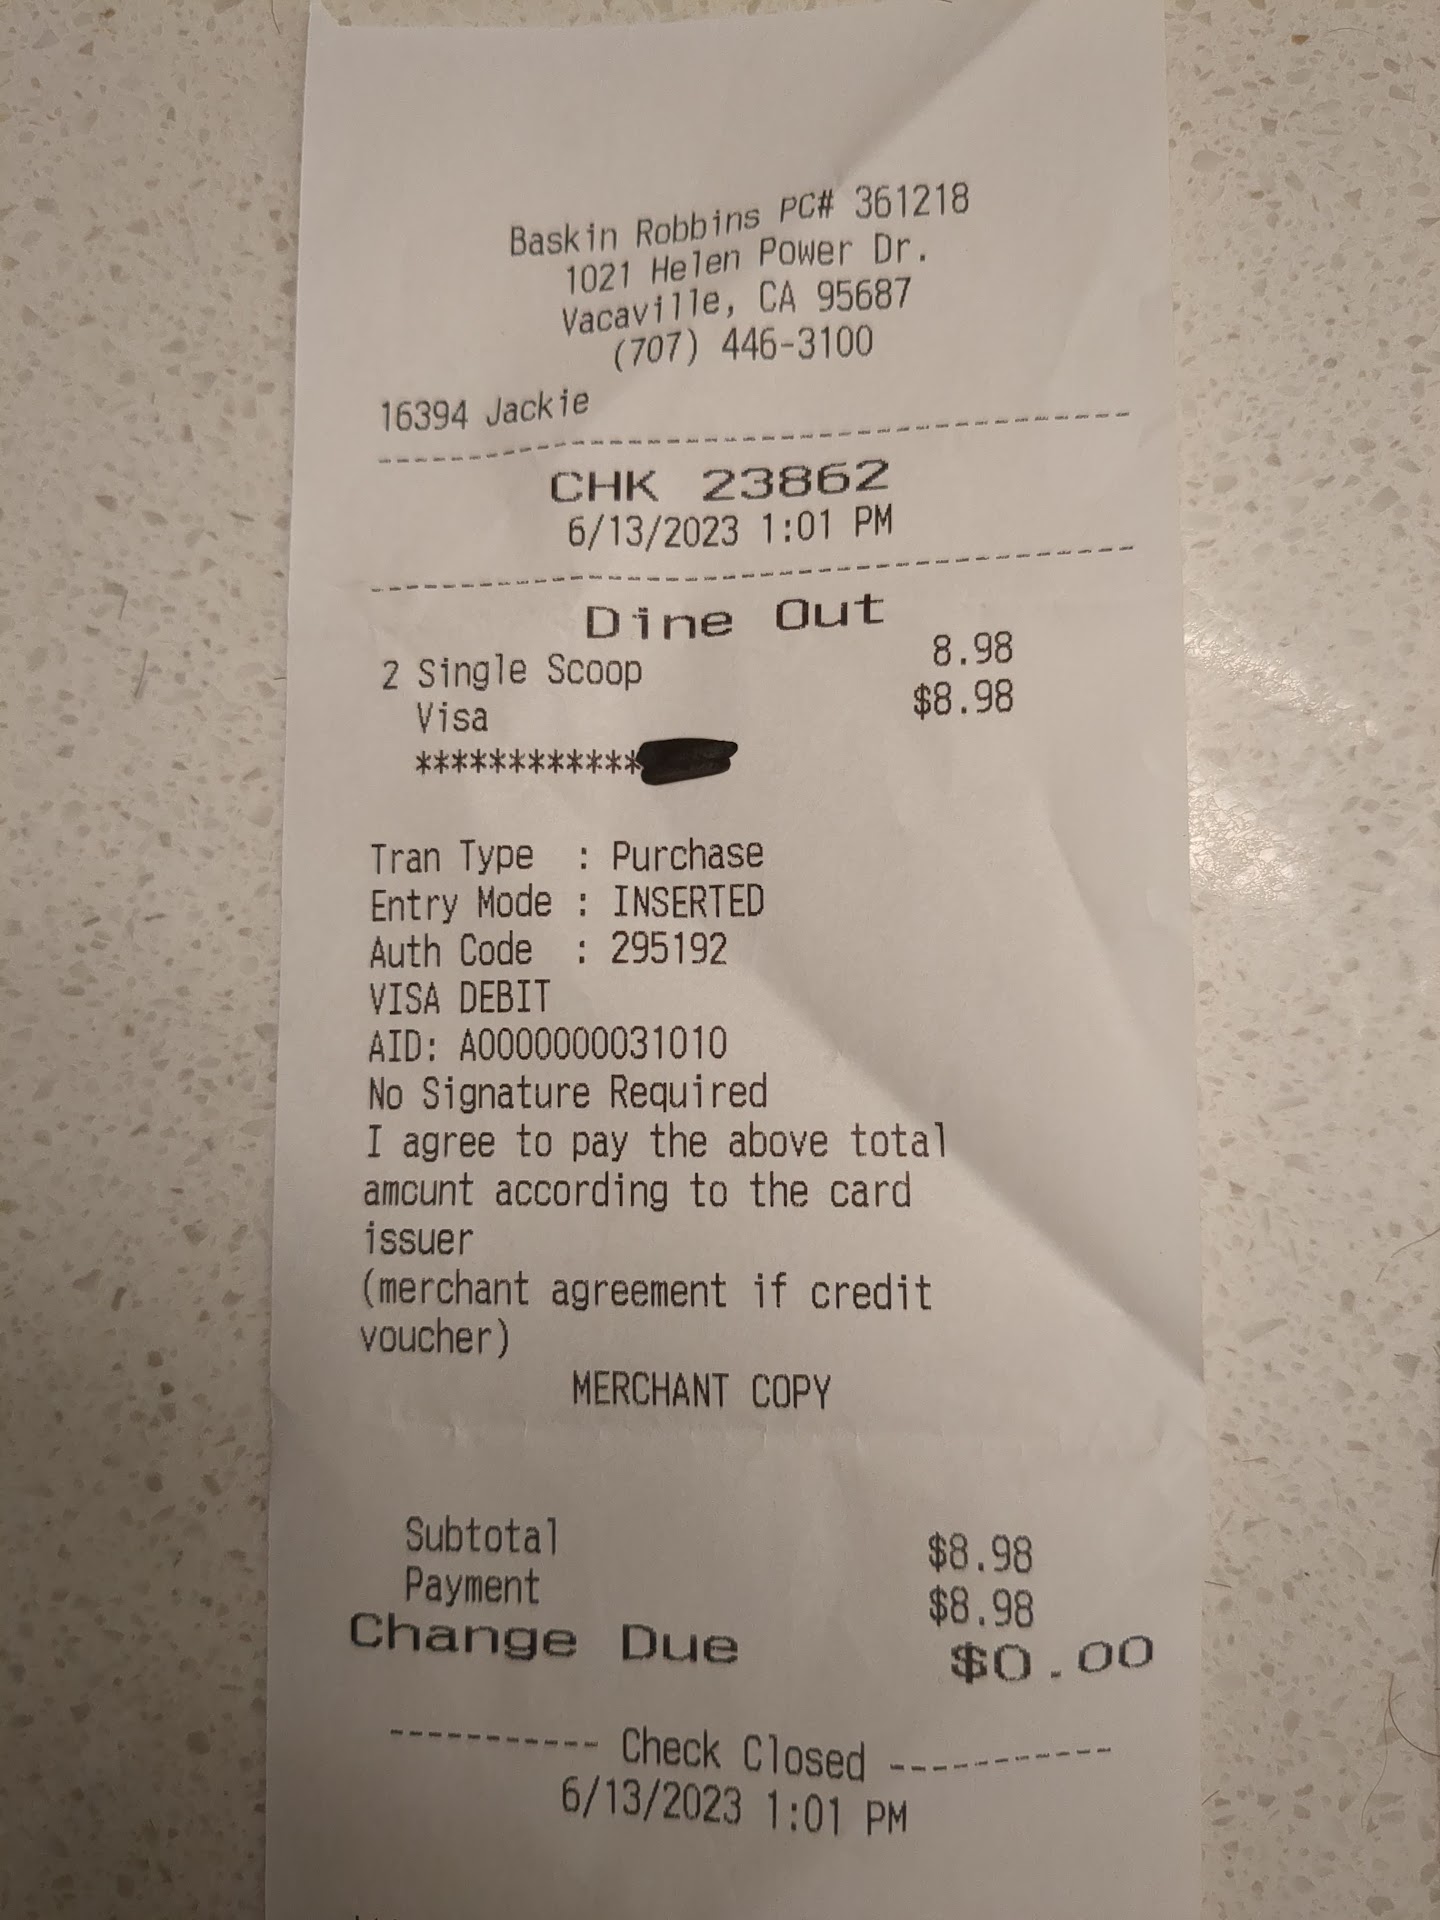 Baskin Robbins PC# 361218
1021 Helen Power Dr.
Vacaville, CA 95687
(707) 446-3100
16394 Jackie
CHK 23862
6/13/2023 1:01 PM
Dine Out
2 Single Scoop 8.98
Visa $8.98
************
Tran Type : Purchase
Entry Mode : INSERTED
Auth Code : 295192
VISA DEBIT
AID: A0000000031010
No Signature Required
I agree to pay the above total
amount according to the card
issuer
(merchant agreement if credit
voucher)
MERCHANT COPY
Subtotal $8.98
Payment $8.98
Change Due $0.00
----------- Check Closed -----------
6/13/2023 1:01 PM